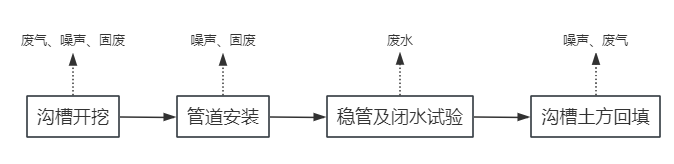 废气、噪声、固废
噪声、固废
废水
噪声、废气
沟槽开挖
管道安装
稳管及闭水试验
沟槽土方回填